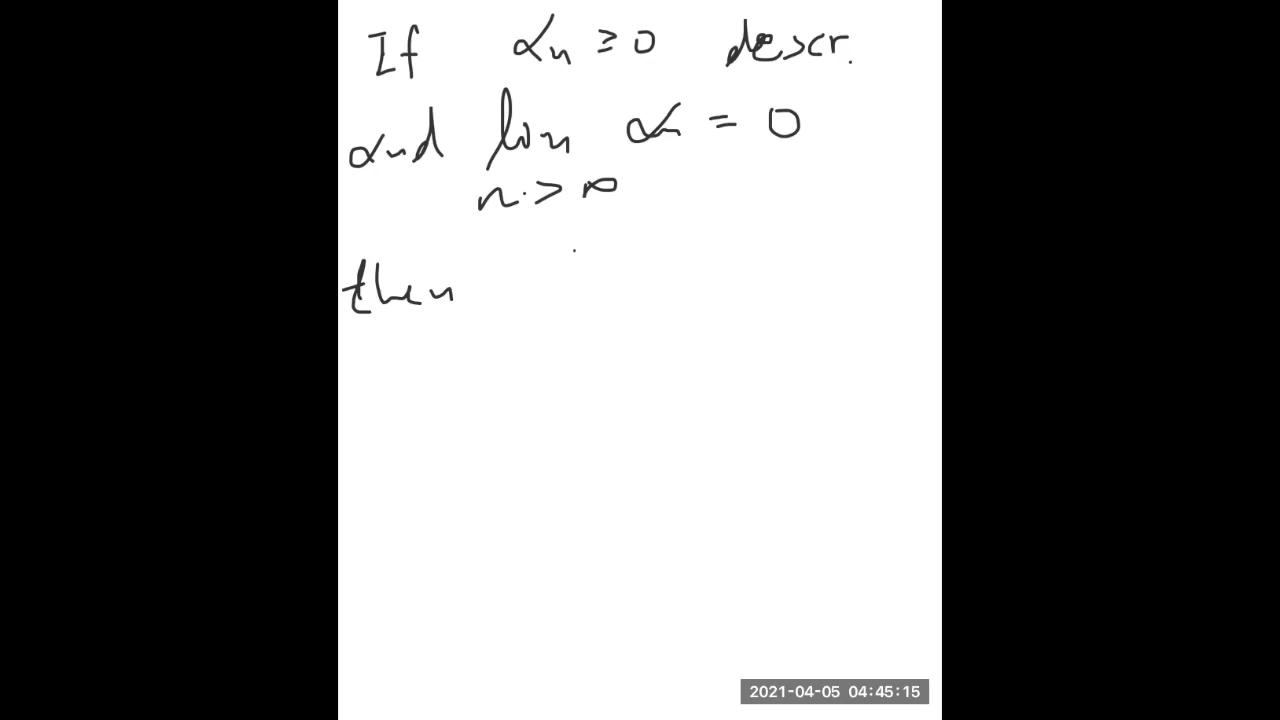 If αn ≥ 0 descr.
and lim αn = 0
n -> ∞
then
2021-04-05 04:45:15